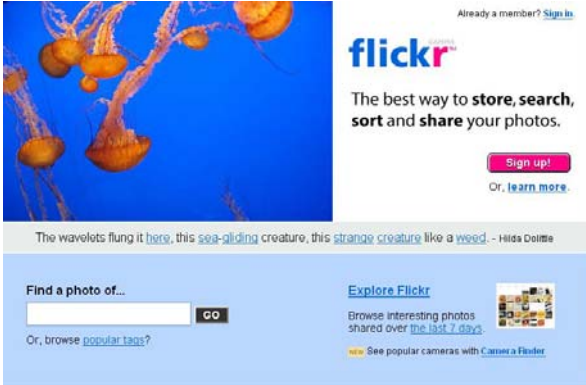 Already a member? Sign in.
flickr GAMMA™
The best way to store, search,
sort and share your photos.
Sign up!
Or, learn more.
The wavelets flung it here, this sea-gliding creature, this strange creature like a weed. - Hilda Dolittle
Find a photo of...
GO
Or, browse popular tags?
Explore Flickr
Browse interesting photos
shared over the last 7 days.
NEW See popular cameras with Camera Finder